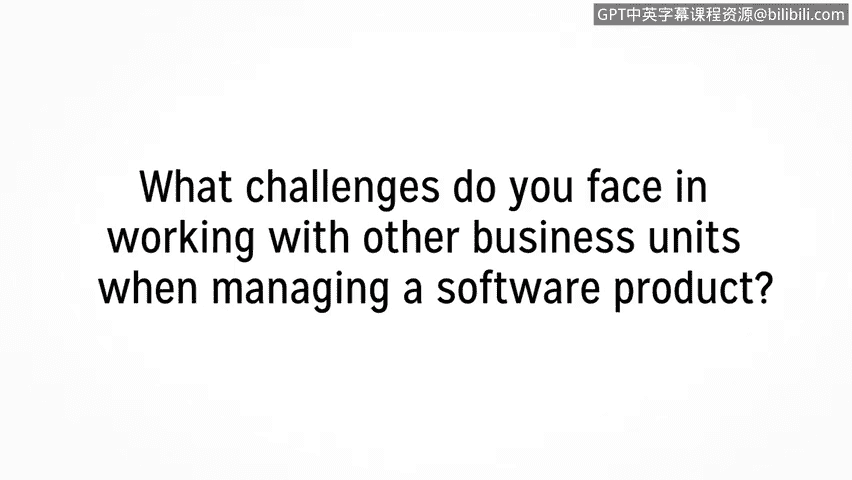 GPT中英字幕课程资源@bilibili.com
What challenges do you face in
working with other business units
when managing a software product?